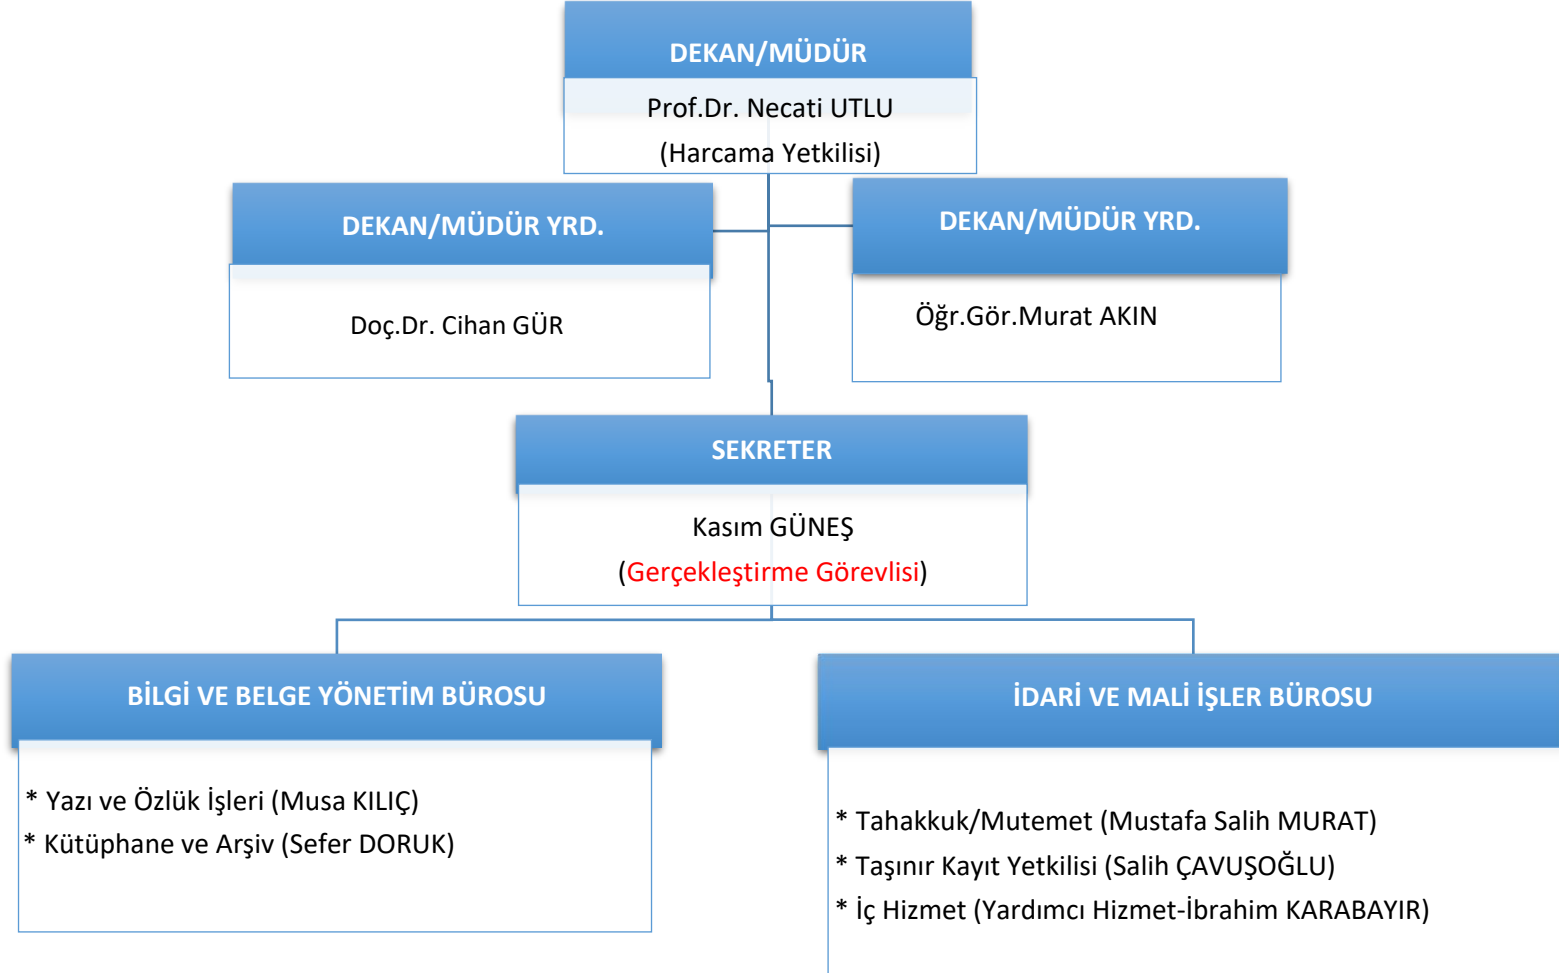 DEKAN/MÜDÜR
Prof.Dr. Necati UTLU
(Harcama Yetkilisi)
DEKAN/MÜDÜR YRD.
Doç.Dr. Cihan GÜR
DEKAN/MÜDÜR YRD.
Öğr.Gör.Murat AKIN
SEKRETER
Kasım GÜNEŞ
(Gerçekleştirme Görevlisi)
BİLGİ VE BELGE YÖNETİM BÜROSU
* Yazı ve Özlük İşleri (Musa KILIÇ)
* Kütüphane ve Arşiv (Sefer DORUK)
İDARİ VE MALİ İŞLER BÜROSU
* Tahakkuk/Mutemet (Mustafa Salih MURAT)
* Taşınır Kayıt Yetkilisi (Salih ÇAVUŞOĞLU)
* İç Hizmet (Yardımcı Hizmet-İbrahim KARABAYIR)